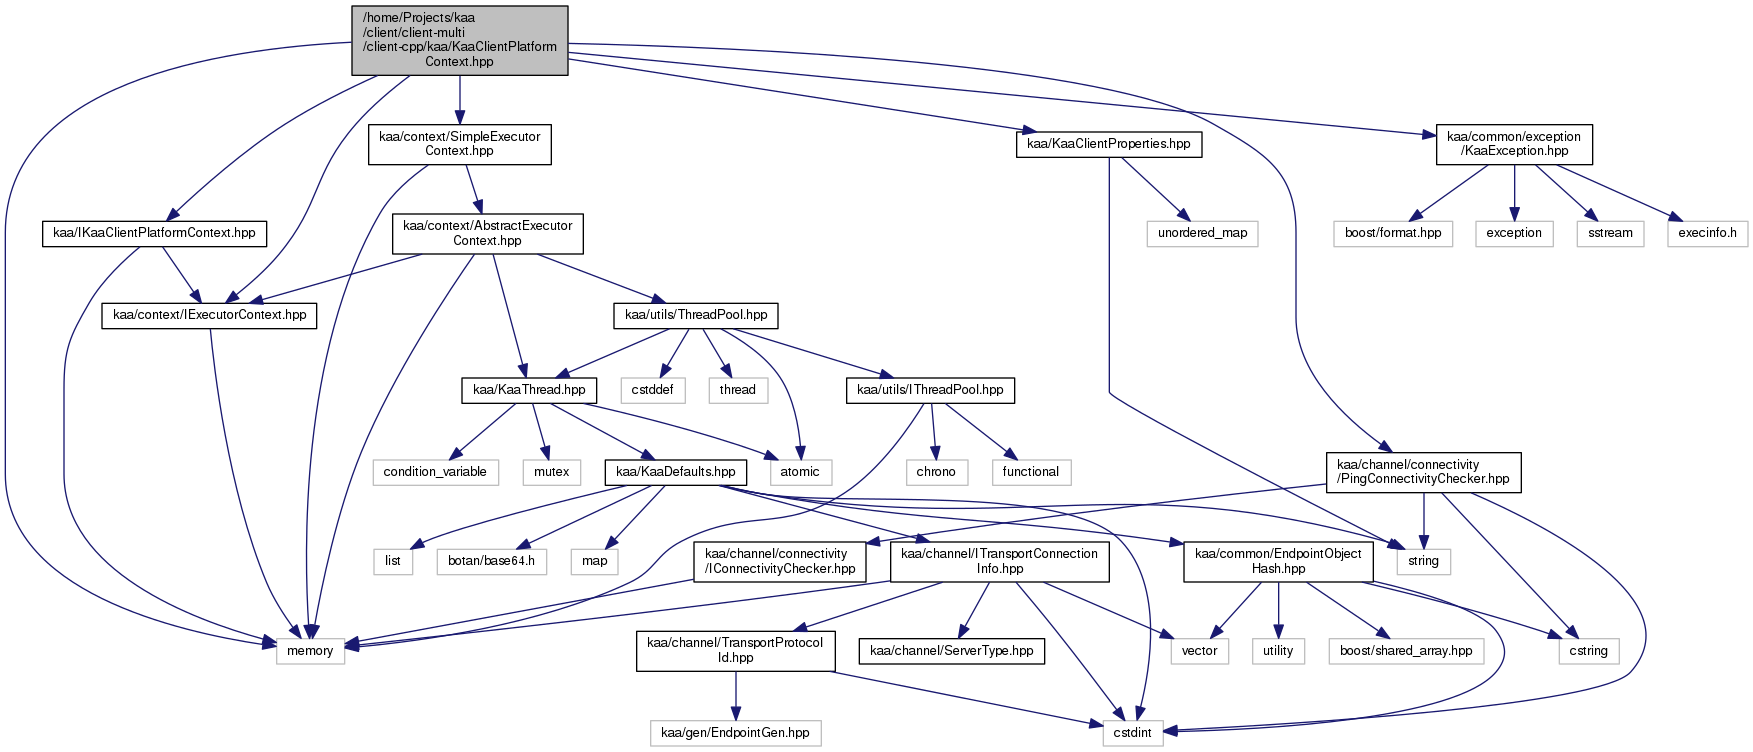 /home/Projects/kaa
/client/client-multi
/client-cpp/kaa/KaaClientPlatform
Context.hpp
kaa/context/SimpleExecutor
Context.hpp
kaa/KaaClientProperties.hpp
kaa/common/exception
/KaaException.hpp
kaa/IKaaClientPlatformContext.hpp
kaa/context/AbstractExecutor
Context.hpp
unordered_map
boost/format.hpp
exception
sstream
execinfo.h
kaa/context/IExecutorContext.hpp
kaa/utils/ThreadPool.hpp
kaa/KaaThread.hpp
cstddef
thread
kaa/utils/IThreadPool.hpp
condition_variable
mutex
kaa/KaaDefaults.hpp
atomic
chrono
functional
kaa/channel/connectivity
/PingConnectivityChecker.hpp
list
botan/base64.h
map
kaa/channel/connectivity
/IConnectivityChecker.hpp
kaa/channel/ITransportConnection
Info.hpp
kaa/common/EndpointObject
Hash.hpp
string
memory
kaa/channel/TransportProtocol
Id.hpp
kaa/channel/ServerType.hpp
vector
utility
boost/shared_array.hpp
cstring
kaa/gen/EndpointGen.hpp
cstdint